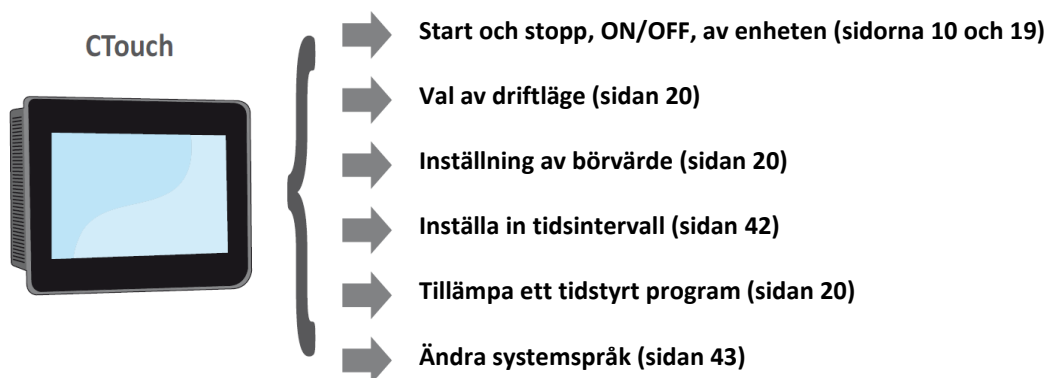 CTouch
Start och stopp, ON/OFF, av enheten (sidorna 10 och 19)
Val av driftläge (sidan 20)
Inställning av börvärde (sidan 20)
Inställa in tidsintervall (sidan 42)
Tillämpa ett tidstyrt program (sidan 20)
Ändra systemspråk (sidan 43)